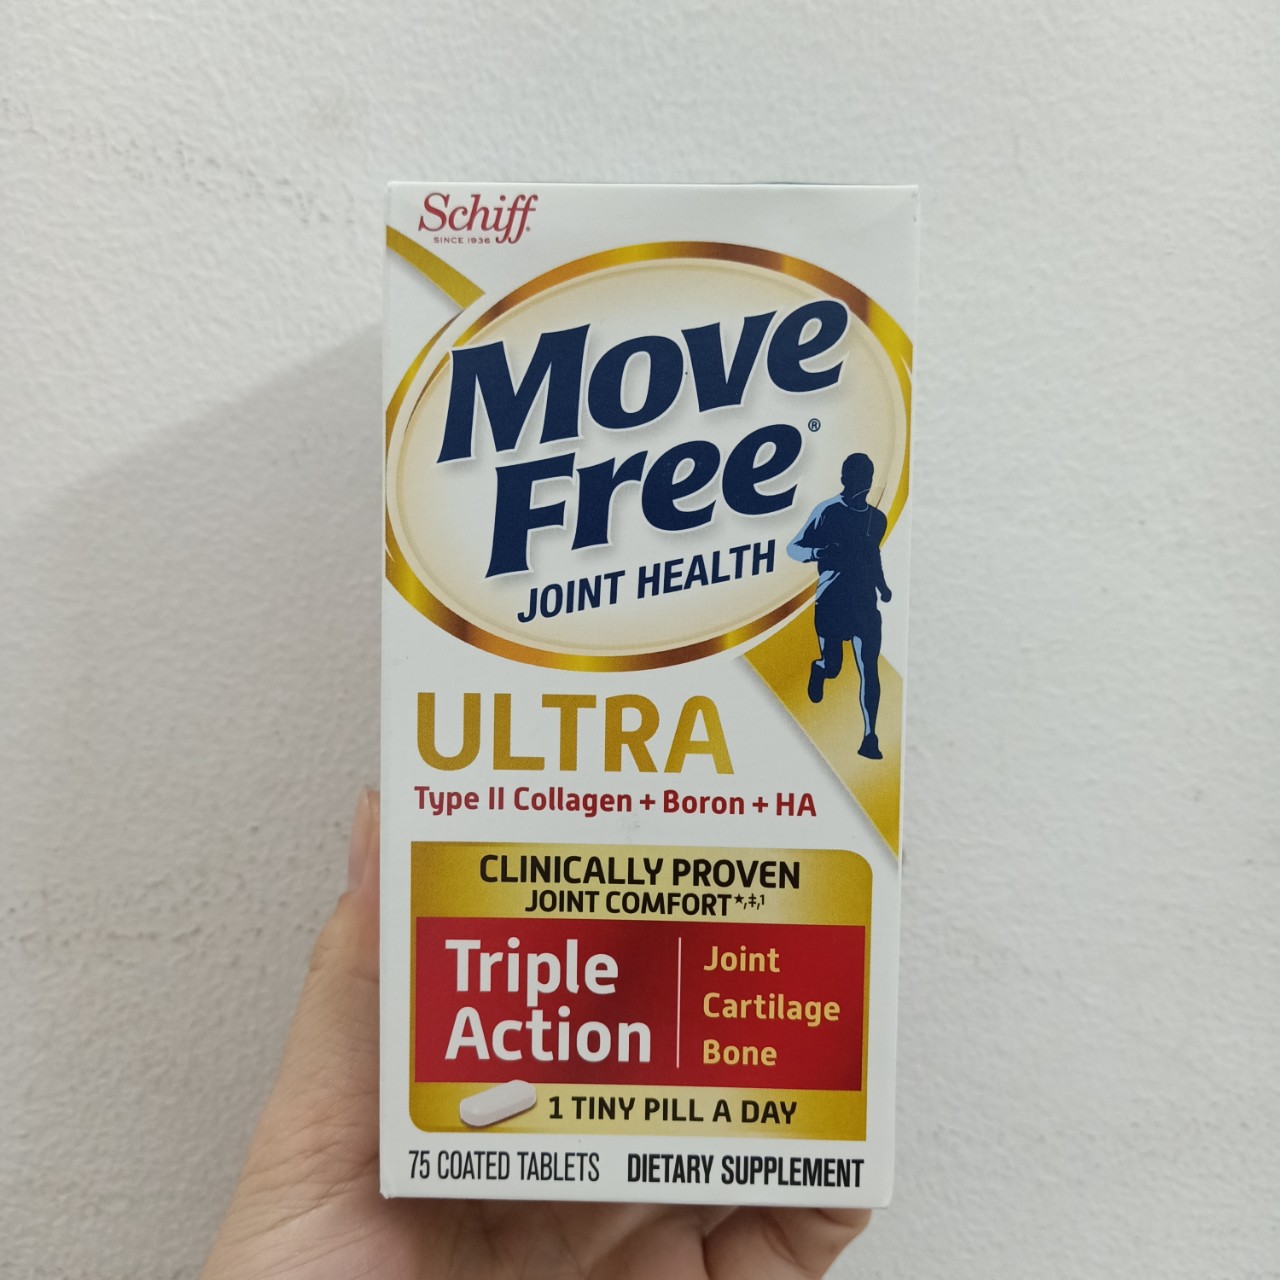 Schiff®
SINCE 1936
Move
Free®
JOINT HEALTH
ULTRA
Type II Collagen + Boron + HA
CLINICALLY PROVEN
JOINT COMFORT*,‡,1
Triple
Action
Joint
Cartilage
Bone
1 TINY PILL A DAY
75 COATED TABLETS DIETARY SUPPLEMENT